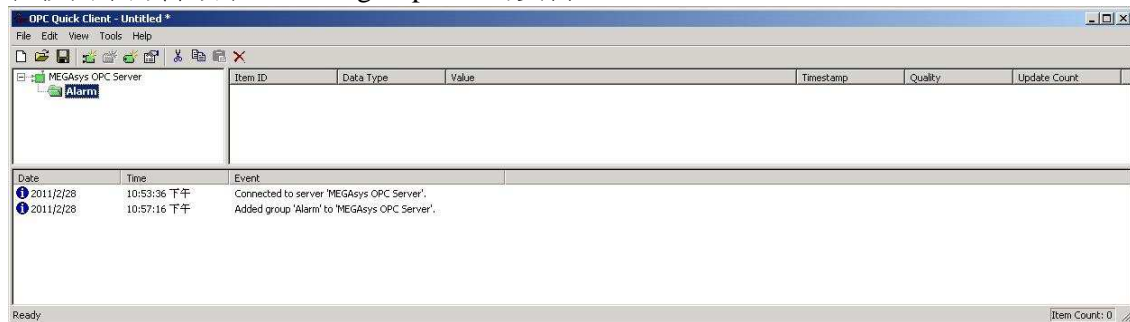 OPC Quick Client - Untitled *
File Edit View Tools Help
MEGAsys OPC Server
Alarm
Item ID Data Type Value Timestamp Quality Update Count
Date Time Event
2011/2/28 10:53:36 下午 Connected to server 'MEGAsys OPC Server'.
2011/2/28 10:57:16 下午 Added group 'Alarm' to 'MEGAsys OPC Server'.
Ready Item Count: 0